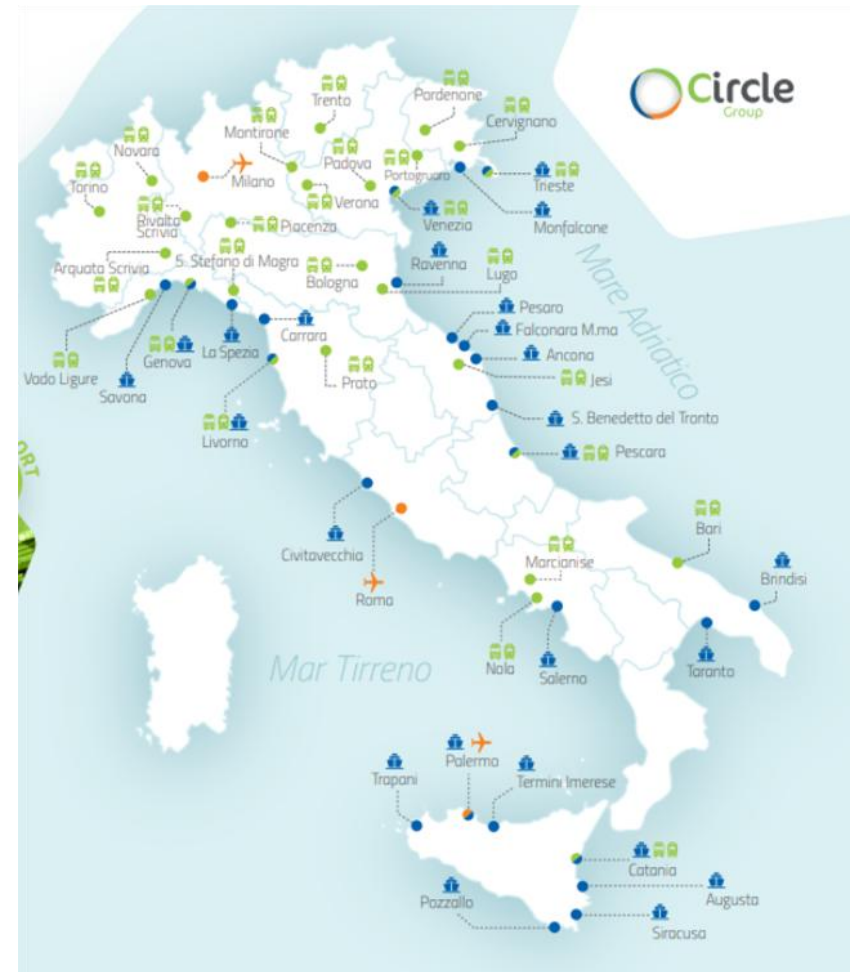 Circle
Group
Trento
Pordenone
Cervignano
Montirone
Novara
Padova
Portogruaro
Trieste
Torino
Milano
Verona
Venezia
Monfalcone
Rivalta
Scrivia
Piacenza
Arquata Scrivia
S. Stefano di Magra
Bologna
Ravenna
Lugo
Mare Adriatico
Pesaro
Falconara M.ma
Ancona
Jesi
Carrara
La Spezia
Genova
Vado Ligure
Savona
Prato
Livorno
S. Benedetto del Tronto
Pescara
ORT
Civitavecchia
Roma
Marcianise
Bari
Brindisi
Nola
Salerno
Taranto
Mar Tirreno
Palermo
Trapani
Termini Imerese
Catania
Augusta
Pozzallo
Siracusa